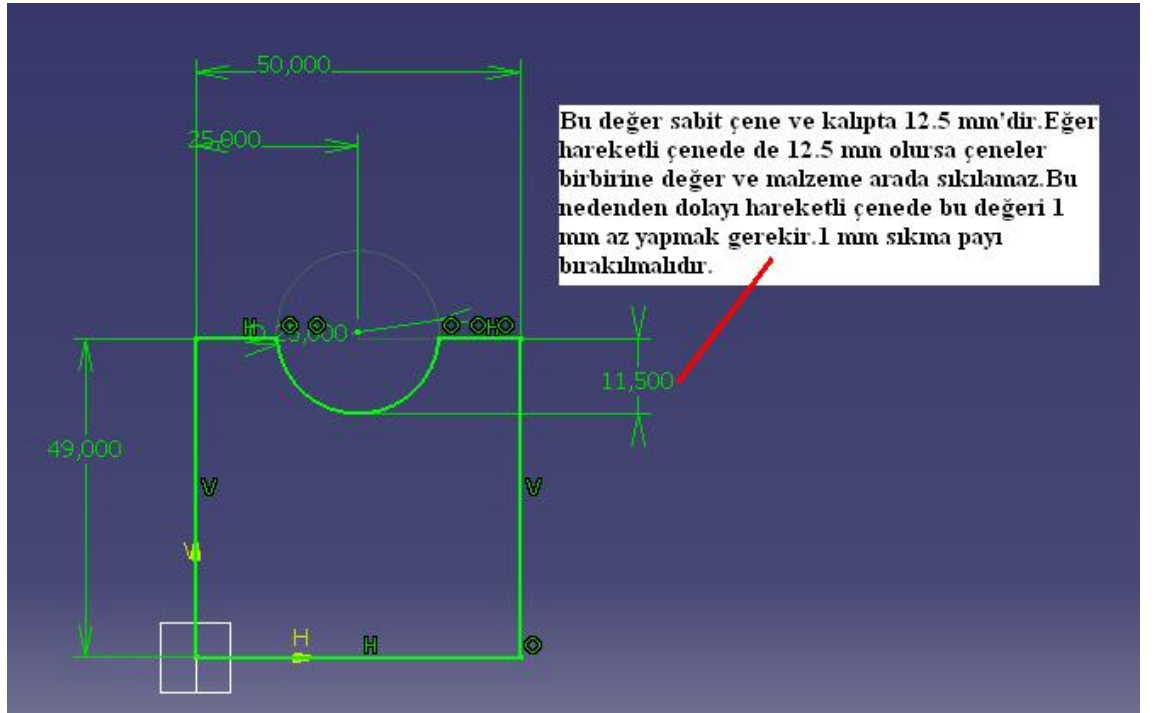 50,000
25,000
Bu değer sabit çene ve kalıpta 12.5 mm'dir.Eğer
hareketli çenede de 12.5 mm olursa çeneler
birbirine değer ve malzeme arada sıkılamaz.Bu
nedenden dolayı hareketli çenede bu değeri 1
mm az yapmak gerekir.1 mm sıkma payı
bırakılmalıdır.
H
H
D 25,000
11,500
49,000
V
V
V
H
H